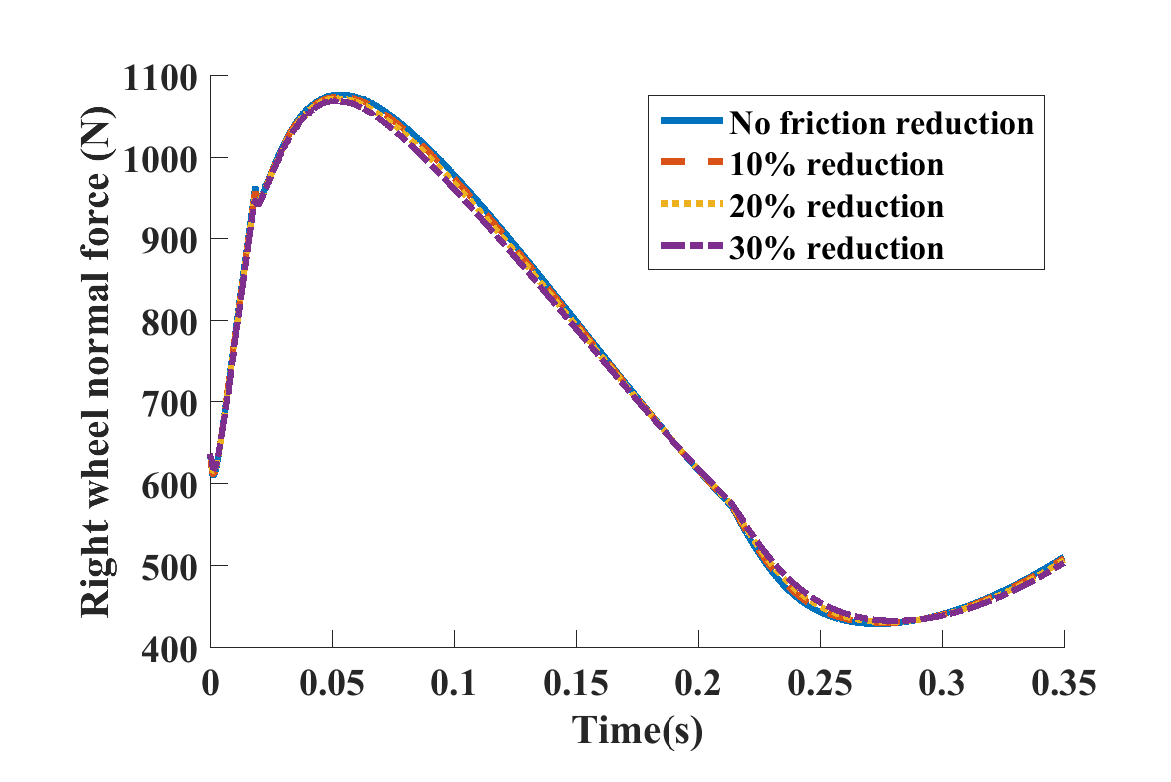 Right wheel normal force (N)
1100
1000
900
800
700
600
500
400
0 0.05 0.1 0.15 0.2 0.25 0.3 0.35
Time(s)
No friction reduction
10% reduction
20% reduction
30% reduction